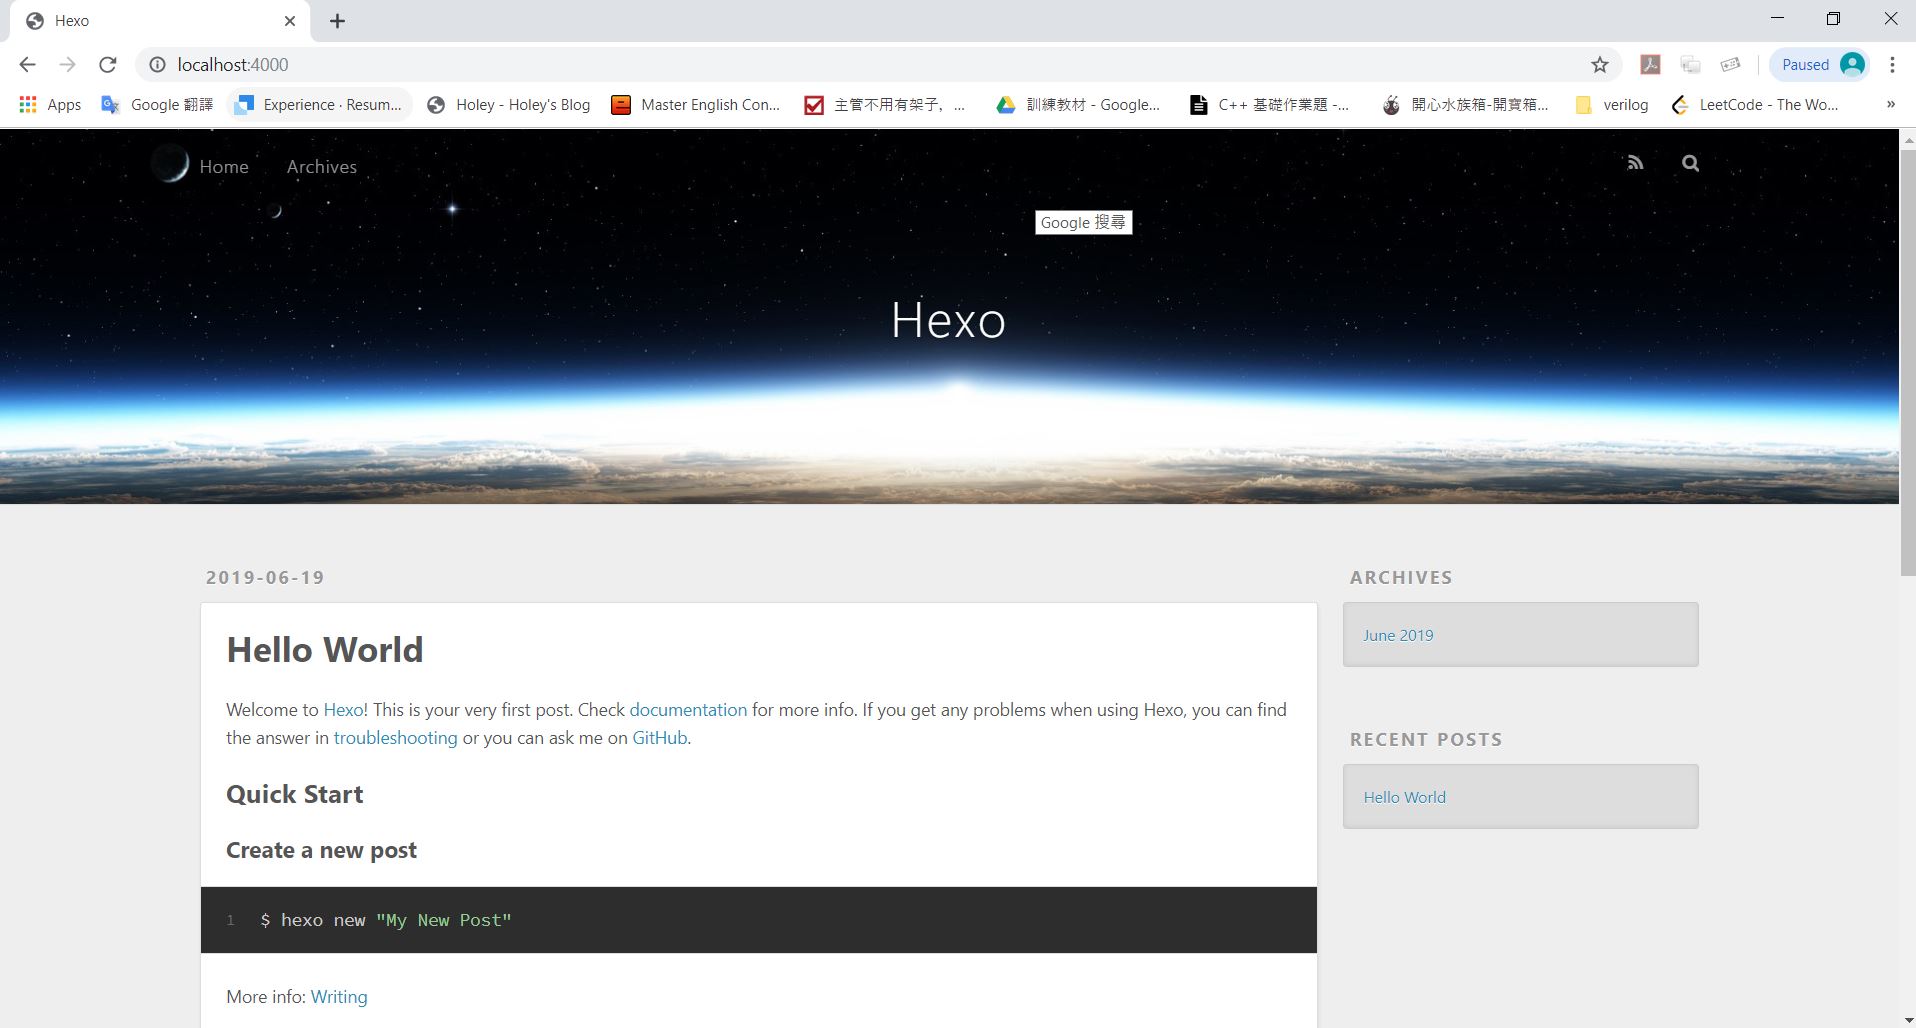 Hexo
localhost:4000
Paused
Apps
Google 翻譯
Experience · Resum...
Holey - Holey's Blog
Master English Con...
主管不用有架子，...
訓練教材 - Google...
C++ 基礎作業題 -...
開心水族箱-開寶箱...
verilog
LeetCode - The Wo...
»
Home
Archives
Google 搜尋
Hexo
2019-06-19
Hello World
Welcome to Hexo! This is your very first post. Check documentation for more info. If you get any problems when using Hexo, you can find
the answer in troubleshooting or you can ask me on GitHub.
Quick Start
Create a new post
1 $ hexo new "My New Post"
More info: Writing
ARCHIVES
June 2019
RECENT POSTS
Hello World